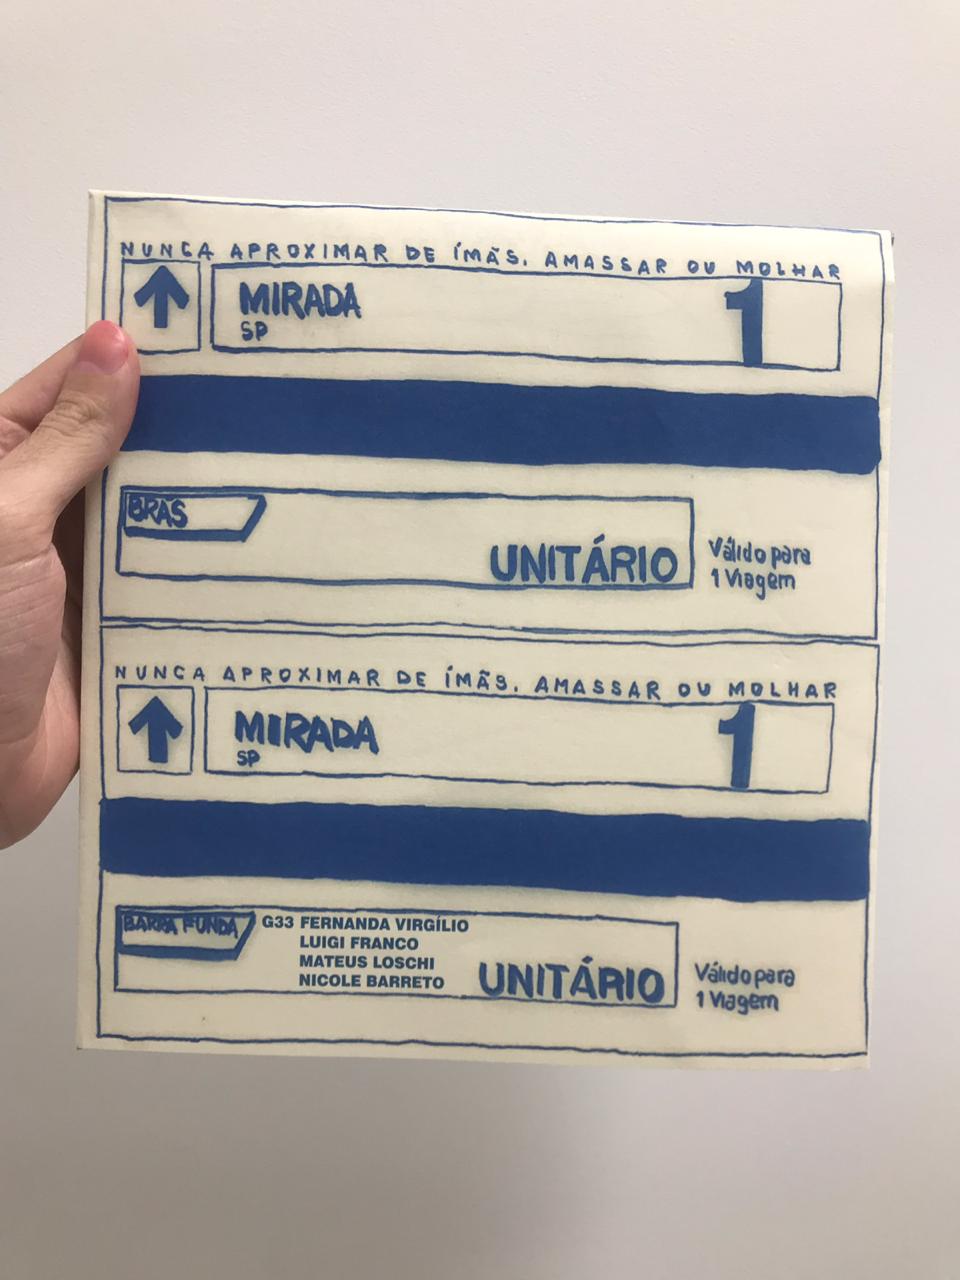 NUNCA APROXIMAR DE ÍMÃS, AMASSAR OU MOLHAR
MIRADA 1
SP
BRAS
UNITÁRIO
Válido para
1 Viagem
NUNCA APROXIMAR DE ÍMÃS, AMASSAR OU MOLHAR
MIRADA 1
SP
BARRA FUNDA
G33 FERNANDA VIRGÍLIO
LUIGI FRANCO
MATEUS LOSCHI
NICOLE BARRETO
UNITÁRIO
Válido para
1 Viagem